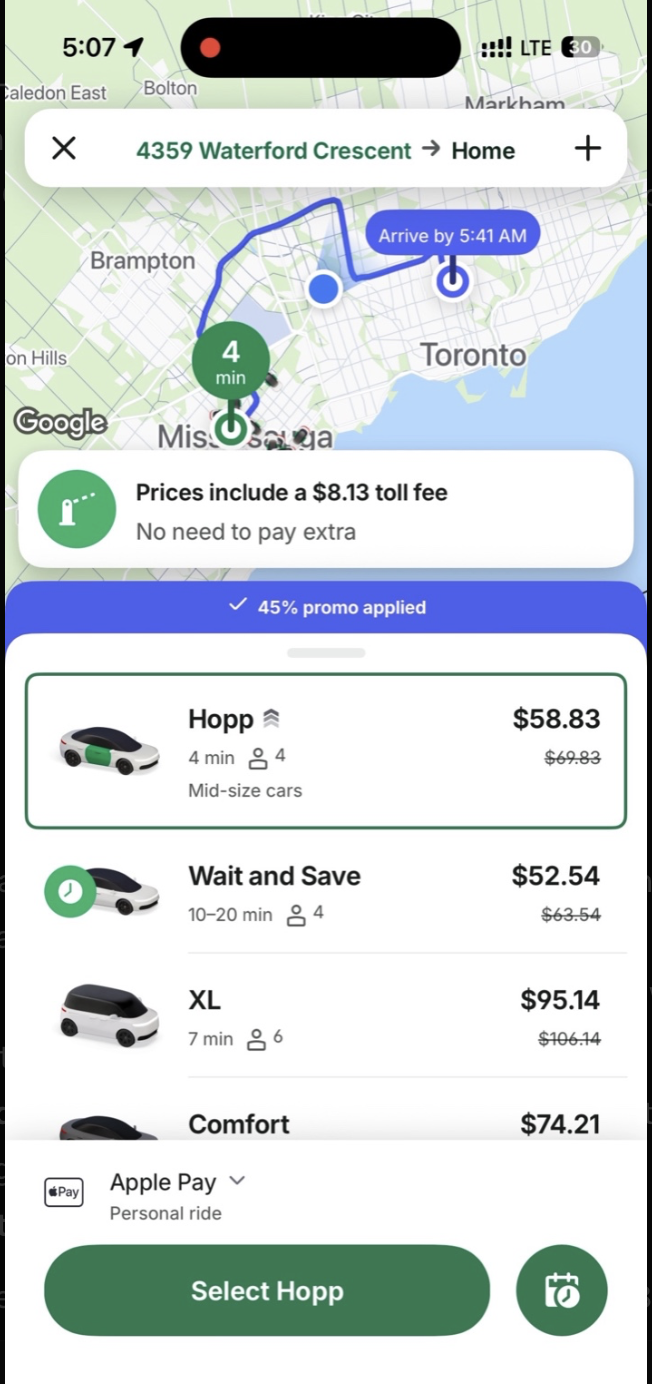 King City
5:07
LTE 30
Caledon East
Bolton
Markham
4359 Waterford Crescent → Home
Arrive by 5:41 AM
Brampton
on Hills
4
min
Toronto
Google
Mississauga
Prices include a $8.13 toll fee
No need to pay extra
45% promo applied
Hopp $58.83
4 min 4 $69.83
Mid-size cars
Wait and Save $52.54
10–20 min 4 $63.54
XL $95.14
7 min 6 $106.14
Comfort $74.21
Pay Apple Pay
Personal ride
Select Hopp